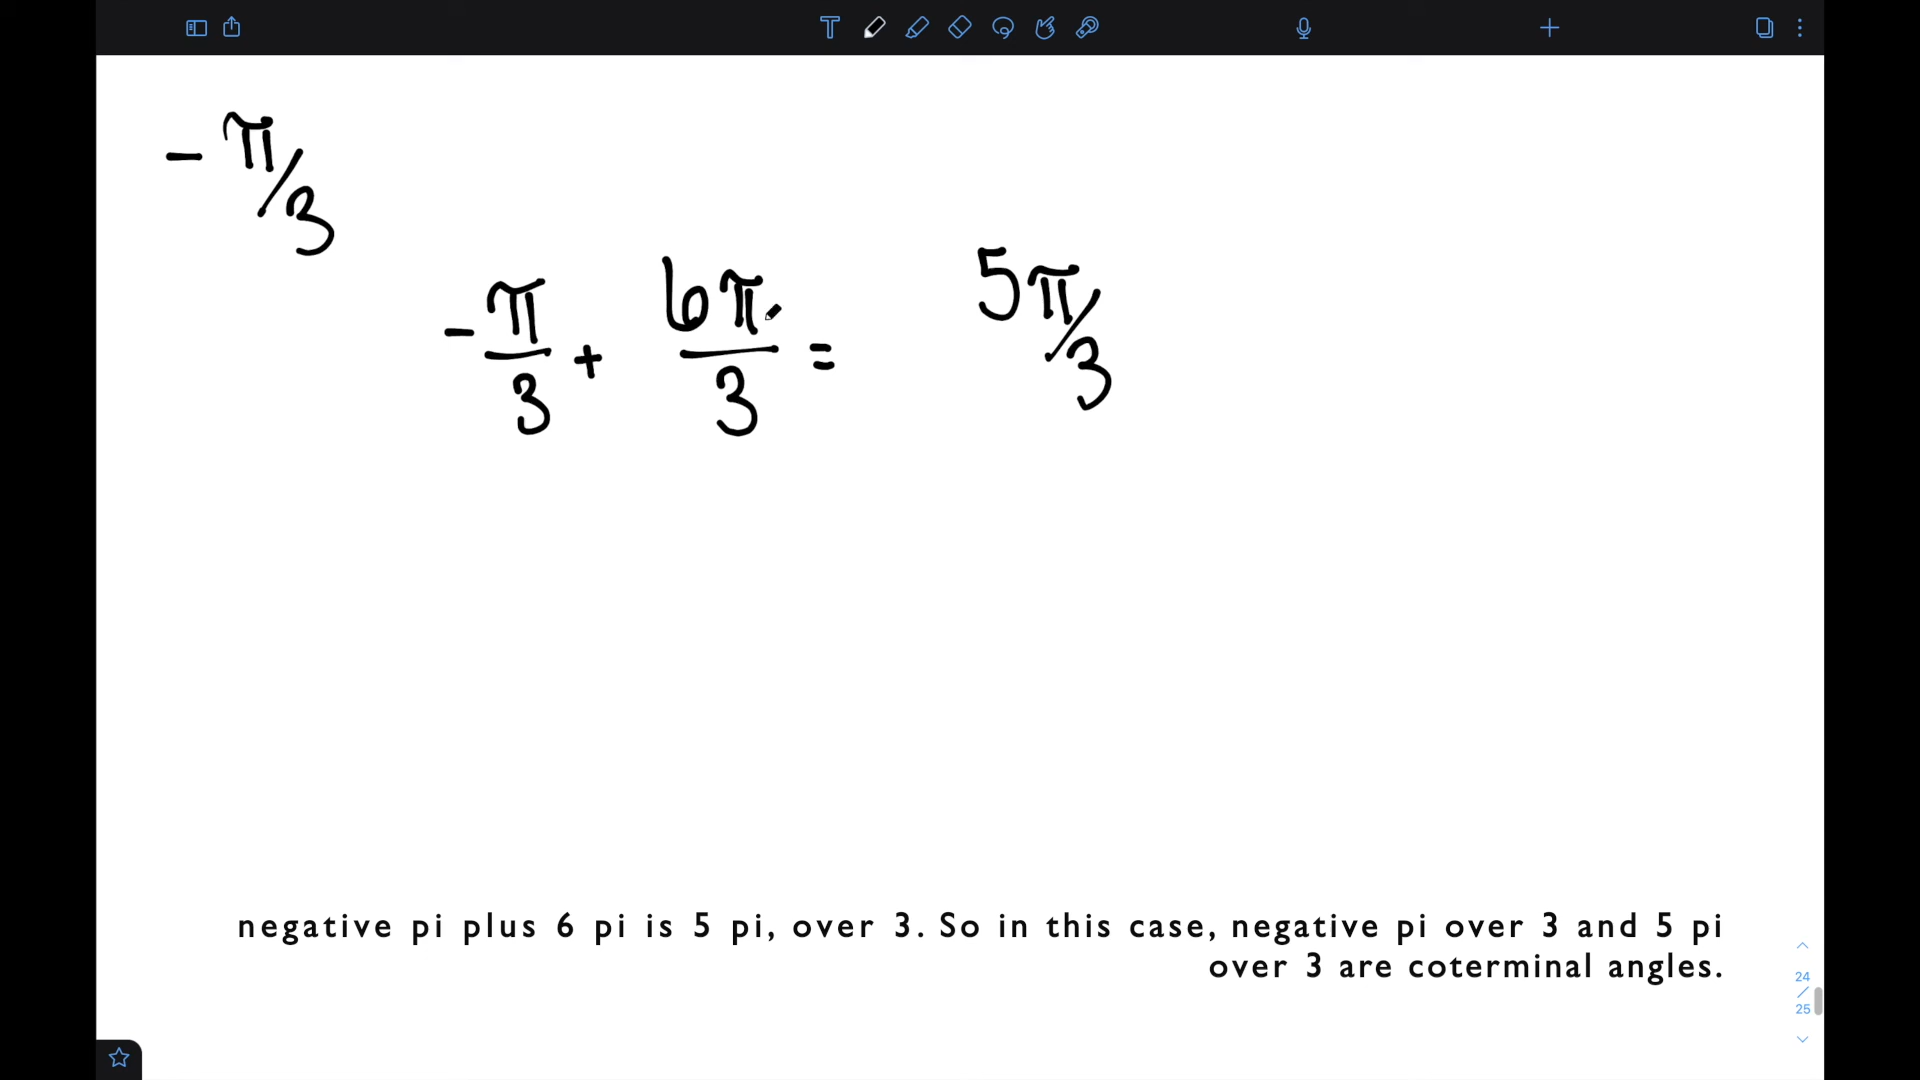 - π/3
- π/3 + 6π/3 = 5π/3
negative pi plus 6 pi is 5 pi, over 3. So in this case, negative pi over 3 and 5 pi
over 3 are coterminal angles.
24
/
25